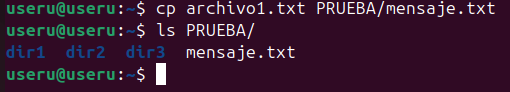 useru@useru:~$ cp archivo1.txt PRUEBA/mensaje.txt
useru@useru:~$ ls PRUEBA/
dir1  dir2  dir3  mensaje.txt
useru@useru:~$